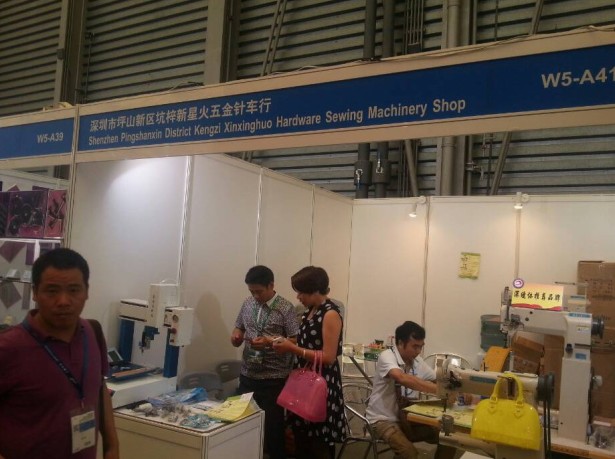 W5-A39
深圳市坪山新区坑梓新星火五金针车行
Shenzhen Pingshanxin District Kengzi Xinxinghuo Hardware Sewing Machinery Shop
W5-A41